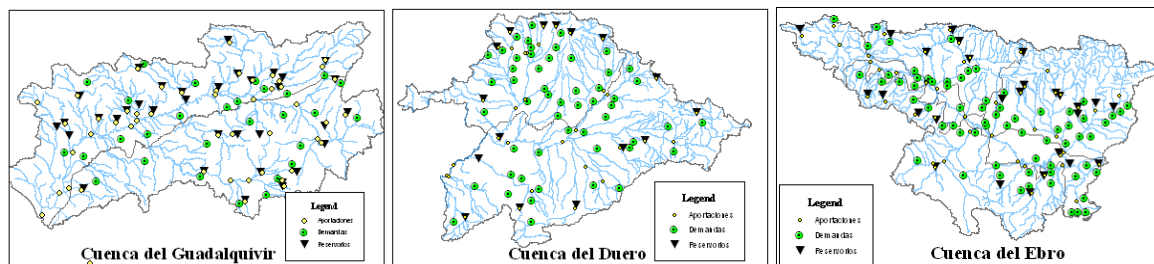 Legend
Aportaciones
Demandas
Reservorios
Cuenca del Guadalquivir
Legend
Aportaciones
Demandas
Reservorios
Cuenca del Duero
Legend
Aportaciones
Demandas
Reservorios
Cuenca del Ebro